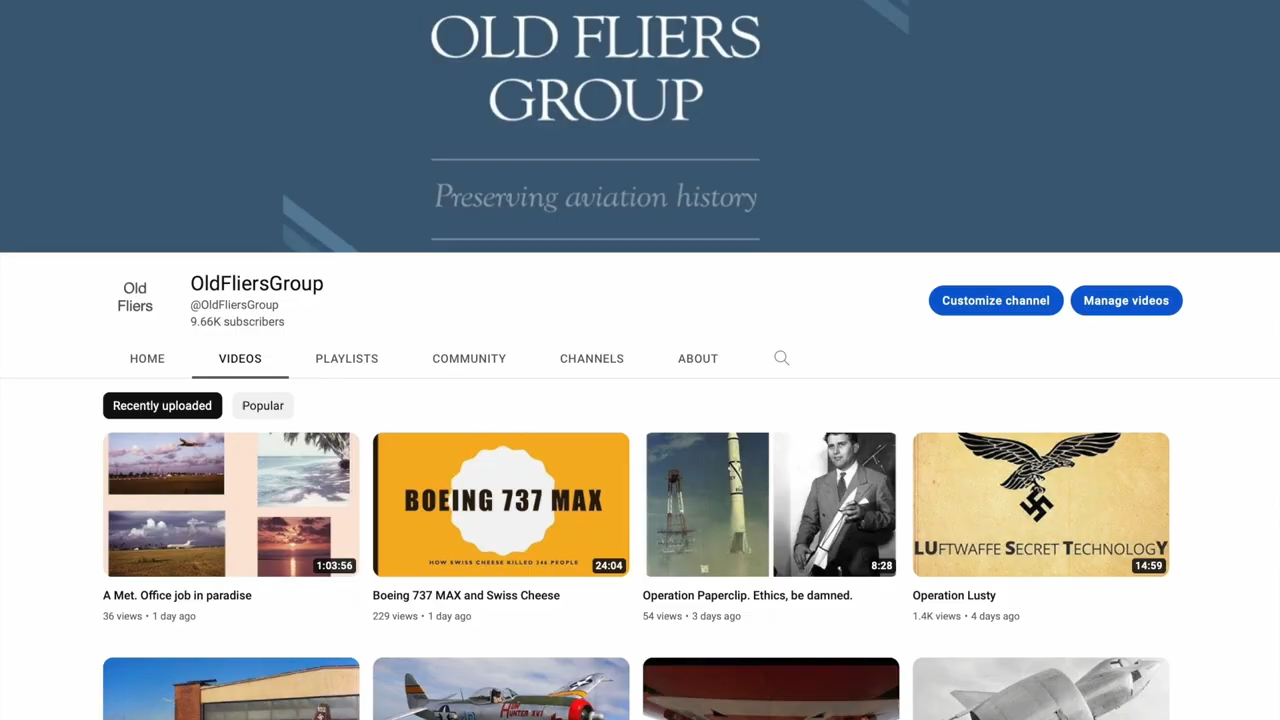 OLD FLIERS
GROUP
Preserving aviation history
Old
Fliers
OldFliersGroup
@OldFliersGroup
9.66K subscribers
Customize channel
Manage videos
HOME
VIDEOS
PLAYLISTS
COMMUNITY
CHANNELS
ABOUT
Recently uploaded
Popular
1:03:56
BOEING 737 MAX
HOW SWISS CHEESE KILLED 346 PEOPLE
24:04
8:28
LUFTWAFFE SECRET TECHNOLOGY
14:59
A Met. Office job in paradise
36 views • 1 day ago
Boeing 737 MAX and Swiss Cheese
229 views • 1 day ago
Operation Paperclip. Ethics, be damned.
54 views • 3 days ago
Operation Lusty
1.4K views • 4 days ago